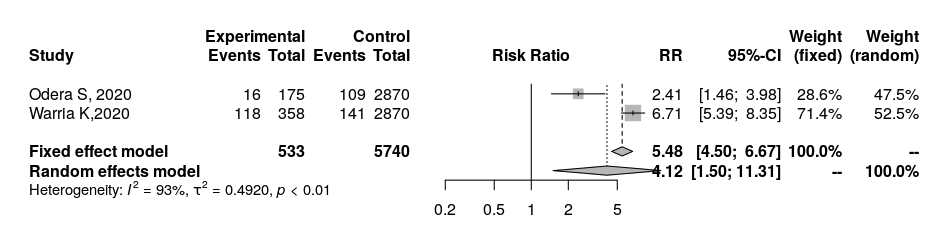 Experimental Control Weight Weight
Study Events Total Events Total Risk Ratio RR 95%-CI (fixed) (random)
Odera S, 2020 16 175 109 2870 2.41 [1.46; 3.98] 28.6% 47.5%
Warria K,2020 118 358 141 2870 6.71 [5.39; 8.35] 71.4% 52.5%
Fixed effect model 533 5740 5.48 [4.50; 6.67] 100.0% --
Random effects model 4.12 [1.50; 11.31] -- 100.0%
Heterogeneity: I² = 93%, τ² = 0.4920, p < 0.01
0.2 0.5 1 2 5